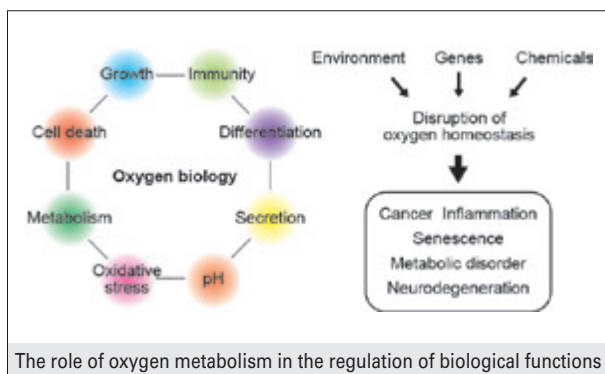 Growth
Immunity
Cell death
Differentiation
Oxygen biology
Metabolism
Secretion
Oxidative
stress
pH
Environment Genes Chemicals
Disruption of
oxygen homeostasis
Cancer Inflammation
Senescence
Metabolic disorder
Neurodegeneration
The role of oxygen metabolism in the regulation of biological functions